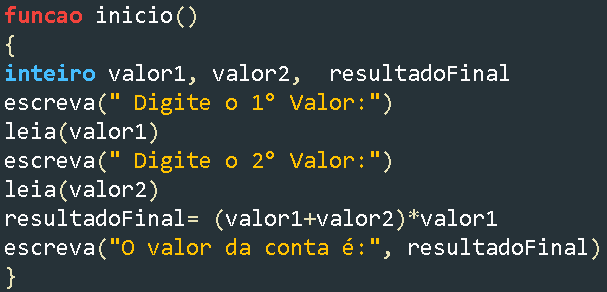 funcao inicio()
{
inteiro valor1, valor2,  resultadoFinal
escreva(" Digite o 1° Valor:")
leia(valor1)
escreva(" Digite o 2° Valor:")
leia(valor2)
resultadoFinal= (valor1+valor2)*valor1
escreva("O valor da conta é:", resultadoFinal)
}